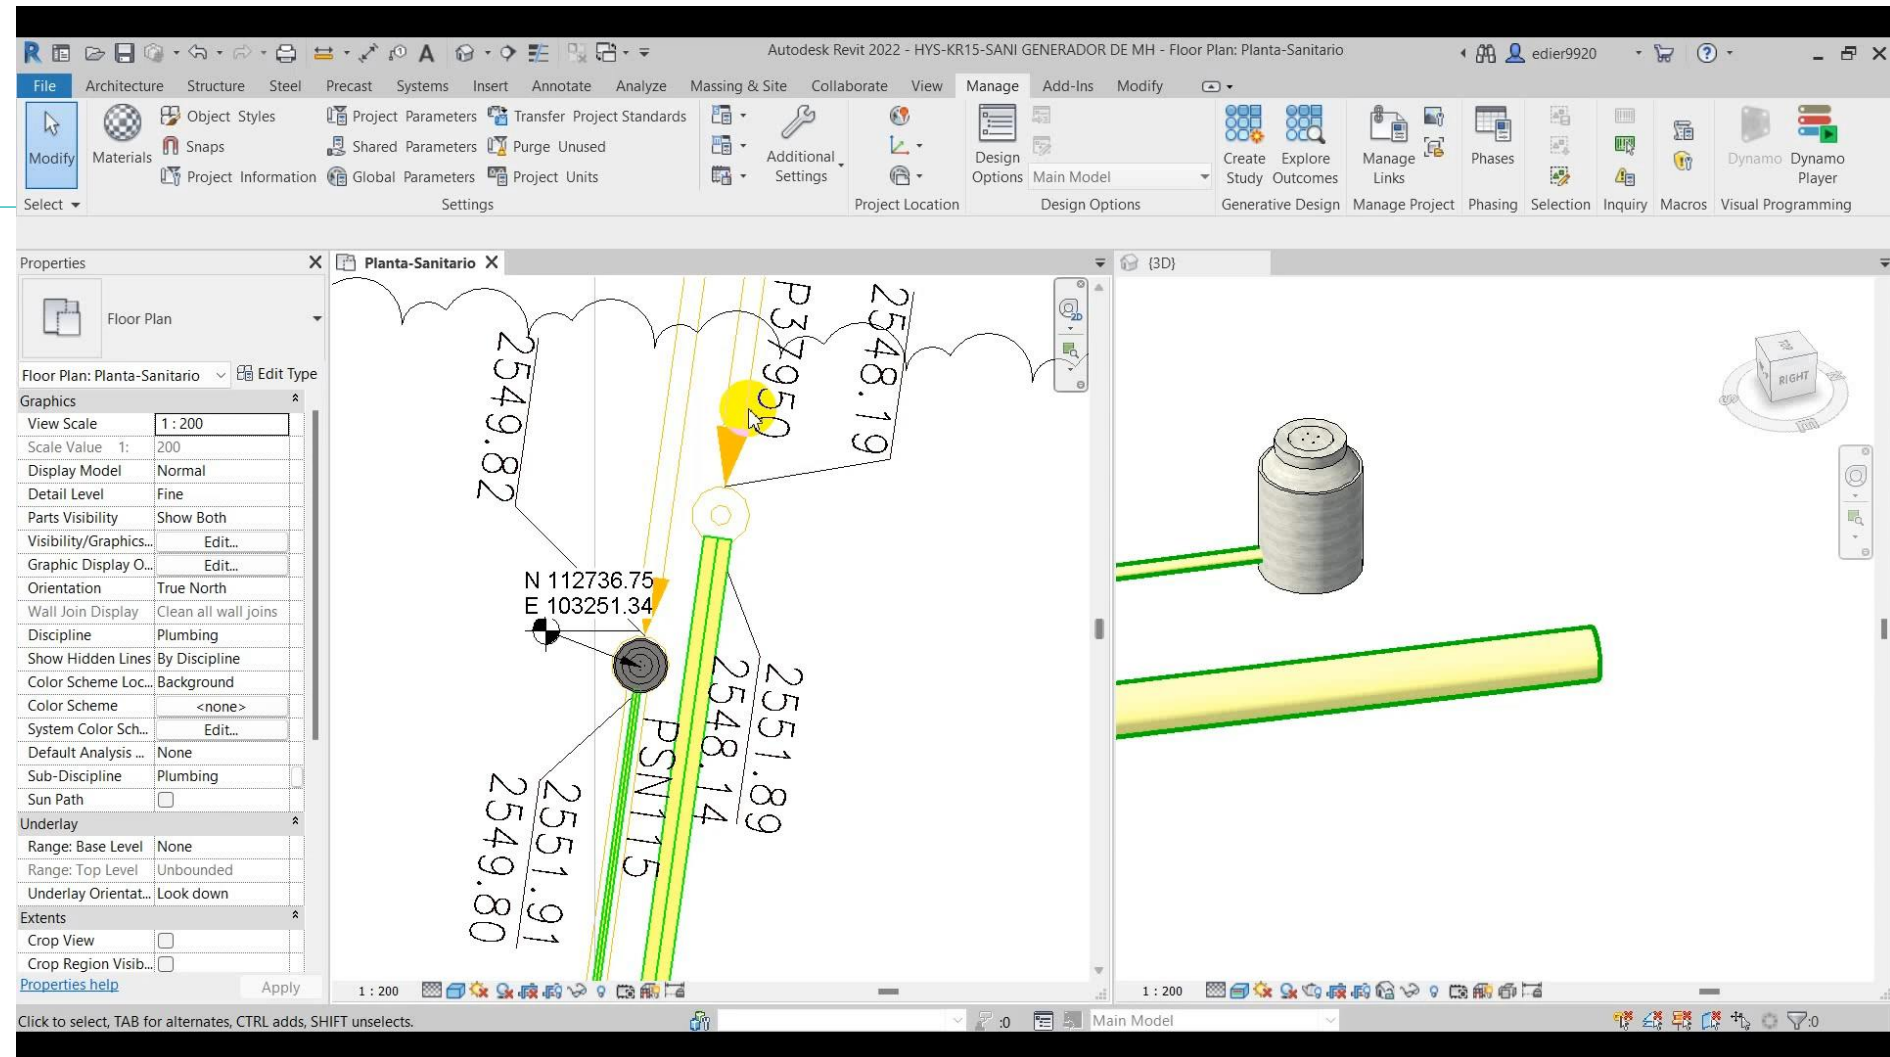 Autodesk Revit 2022 - HYS-KR15-SANI GENERADOR DE MH - Floor Plan: Planta-Sanitario
edier9920
File Architecture Structure Steel Precast Systems Insert Annotate Analyze Massing & Site Collaborate View Manage Add-Ins Modify
Modify
Materials
Object Styles
Snaps
Project Information
Project Parameters
Shared Parameters
Global Parameters
Transfer Project Standards
Purge Unused
Project Units
Additional
Settings
Design
Options
Main Model
Create
Study
Explore
Outcomes
Manage
Links
Phases
Dynamo
Dynamo
Player
Select
Settings
Project Location
Design Options
Generative Design
Manage Project
Phasing
Selection
Inquiry
Macros
Visual Programming
Properties
Floor Plan
Floor Plan: Planta-Sanitario
Edit Type
Graphics
View Scale 1 : 200
Scale Value 1: 200
Display Model Normal
Detail Level Fine
Parts Visibility Show Both
Visibility/Graphics... Edit...
Graphic Display O... Edit...
Orientation True North
Wall Join Display Clean all wall joins
Discipline Plumbing
Show Hidden Lines By Discipline
Color Scheme Loc... Background
Color Scheme <none>
System Color Sch... Edit...
Default Analysis ... None
Sub-Discipline Plumbing
Sun Path
Underlay
Range: Base Level None
Range: Top Level Unbounded
Underlay Orientat... Look down
Extents
Crop View
Crop Region Visib...
Properties help
Apply
Planta-Sanitario
2549.82
P37950
2548.19
N 112736.75
E 103251.34
2551.89
2548.14
PSN115
2551.91
2549.80
1 : 200
{3D}
RIGHT
1 : 200
Click to select, TAB for alternates, CTRL adds, SHIFT unselects.
:0
Main Model
:0